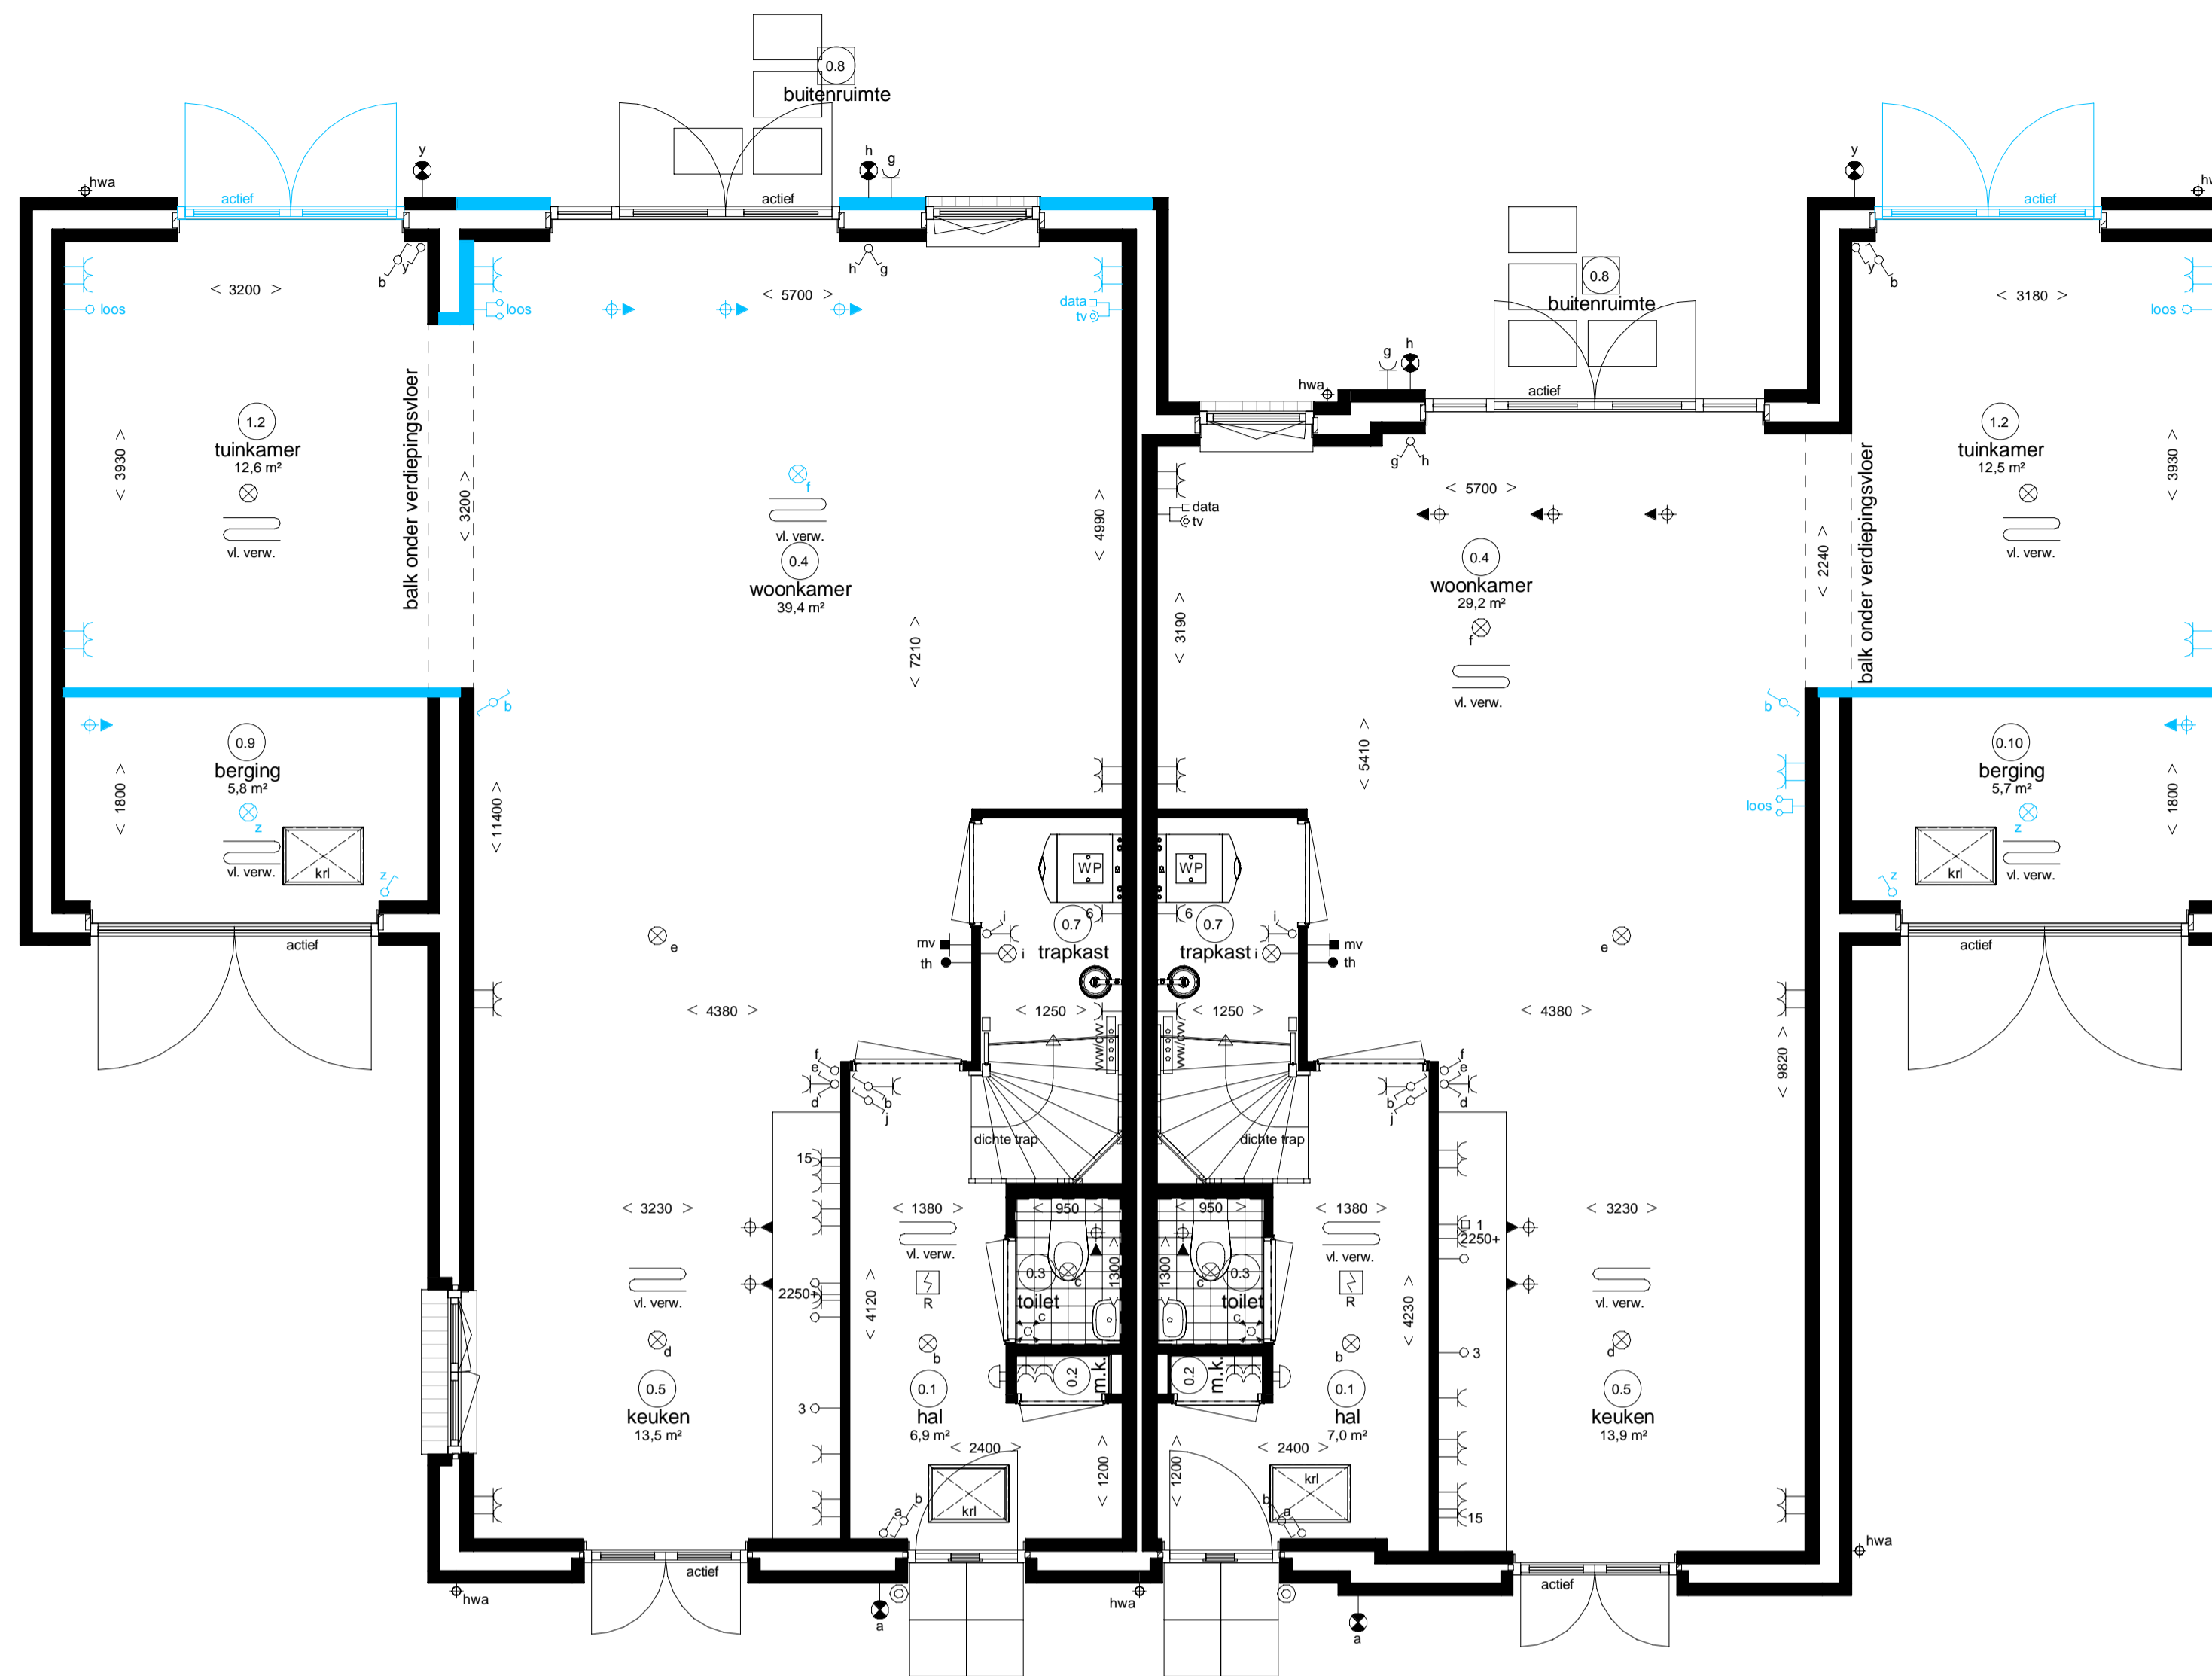 0.8
buitenruimte
hwa
actief
y
actief
h
g
b
y
h
g
< 3200 >
< 5700 >
loos
loos
data
tv
1.2
tuinkamer
12,6 m²
vl. verw.
< 3930 >
balk onder verdiepingsvloer
< 3200 >
f
vl. verw.
0.4
woonkamer
39,4 m²
< 4990 >
< 7210 >
b
0.9
berging
5,8 m²
z
vl. verw.
krl
z
< 1800 >
actief
< 11400 >
e
< 4380 >
mv
th
i
i
WP
6
0.7
trapkast
< 1250 >
vw/cw
f
e
d
b
j
dichte trap
15
< 3230 >
< 1380 >
< 950 >
vl. verw.
vl. verw.
2250+
R
< 4120 >
0.3
toilet
c
c
< 1300 >
d
b
0.5
keuken
13,5 m²
3
0.1
hal
6,9 m²
0.2
m.k.
< 2400 >
< 1200 >
a
b
krl
actief
hwa
a
hwa
0.8
buitenruimte
hwa
g
h
actief
y
actief
hw
g
h
y
b
< 5700 >
< 3180 >
loos
data
tv
< 3190 >
0.4
woonkamer
29,2 m²
f
vl. verw.
< 2240 >
balk onder verdiepingsvloer
1.2
tuinkamer
12,5 m²
vl. verw.
< 3930 >
< 5410 >
b
loos
0.10
berging
5,7 m²
z
krl
vl. verw.
z
< 1800 >
actief
WP
6
0.7
trapkast
i
i
mv
th
e
< 1250 >
< 4380 >
vw/cw
< 9820 >
f
e
d
b
j
dichte trap
< 950 >
< 1380 >
< 3230 >
vl. verw.
1
2250+
vl. verw.
R
< 4230 >
0.3
toilet
c
c
< 1300 >
b
d
3
0.2
m.k.
0.1
hal
7,0 m²
0.5
keuken
13,9 m²
< 2400 >
< 1200 >
krl
b
a
15
actief
hwa
a